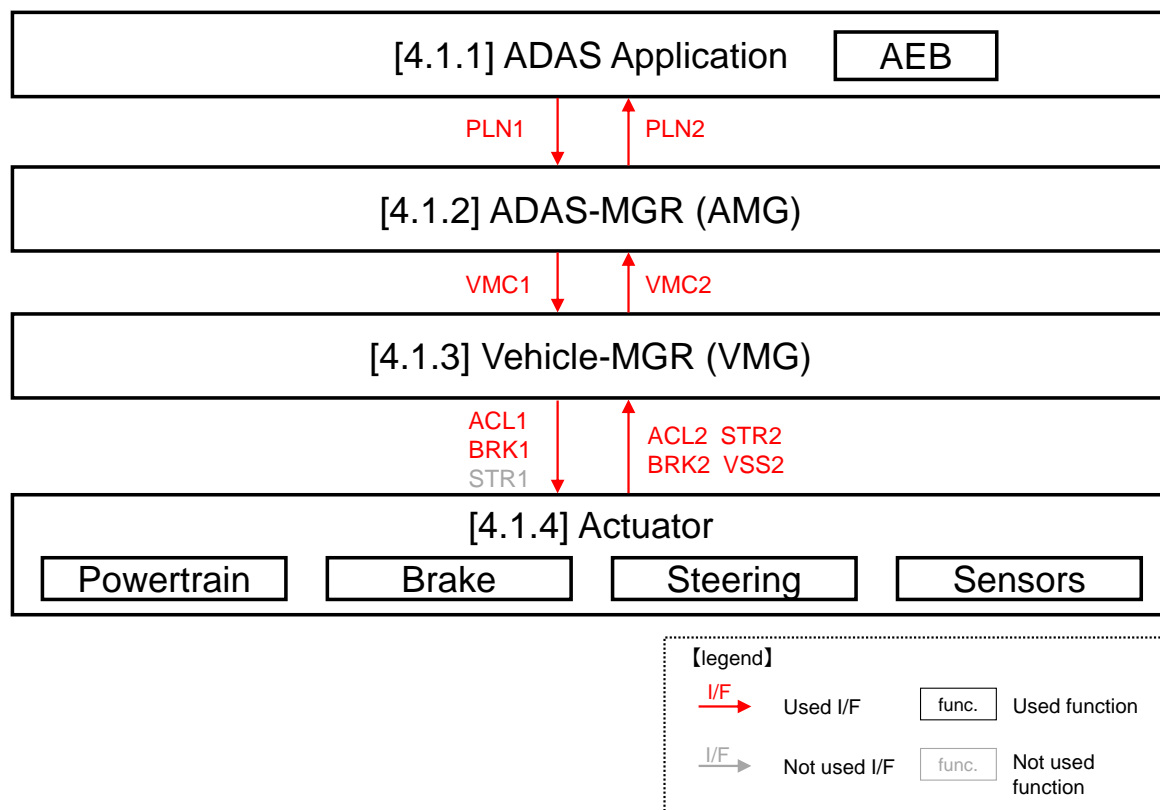 [4.1.1] ADAS Application
AEB
PLN1
PLN2
[4.1.2] ADAS-MGR (AMG)
VMC1
VMC2
[4.1.3] Vehicle-MGR (VMG)
ACL1
BRK1
STR1
ACL2 STR2
BRK2 VSS2
[4.1.4] Actuator
Powertrain
Brake
Steering
Sensors
【legend】
I/F
Used I/F
func.
Used function
I/F
Not used I/F
func.
Not used
function